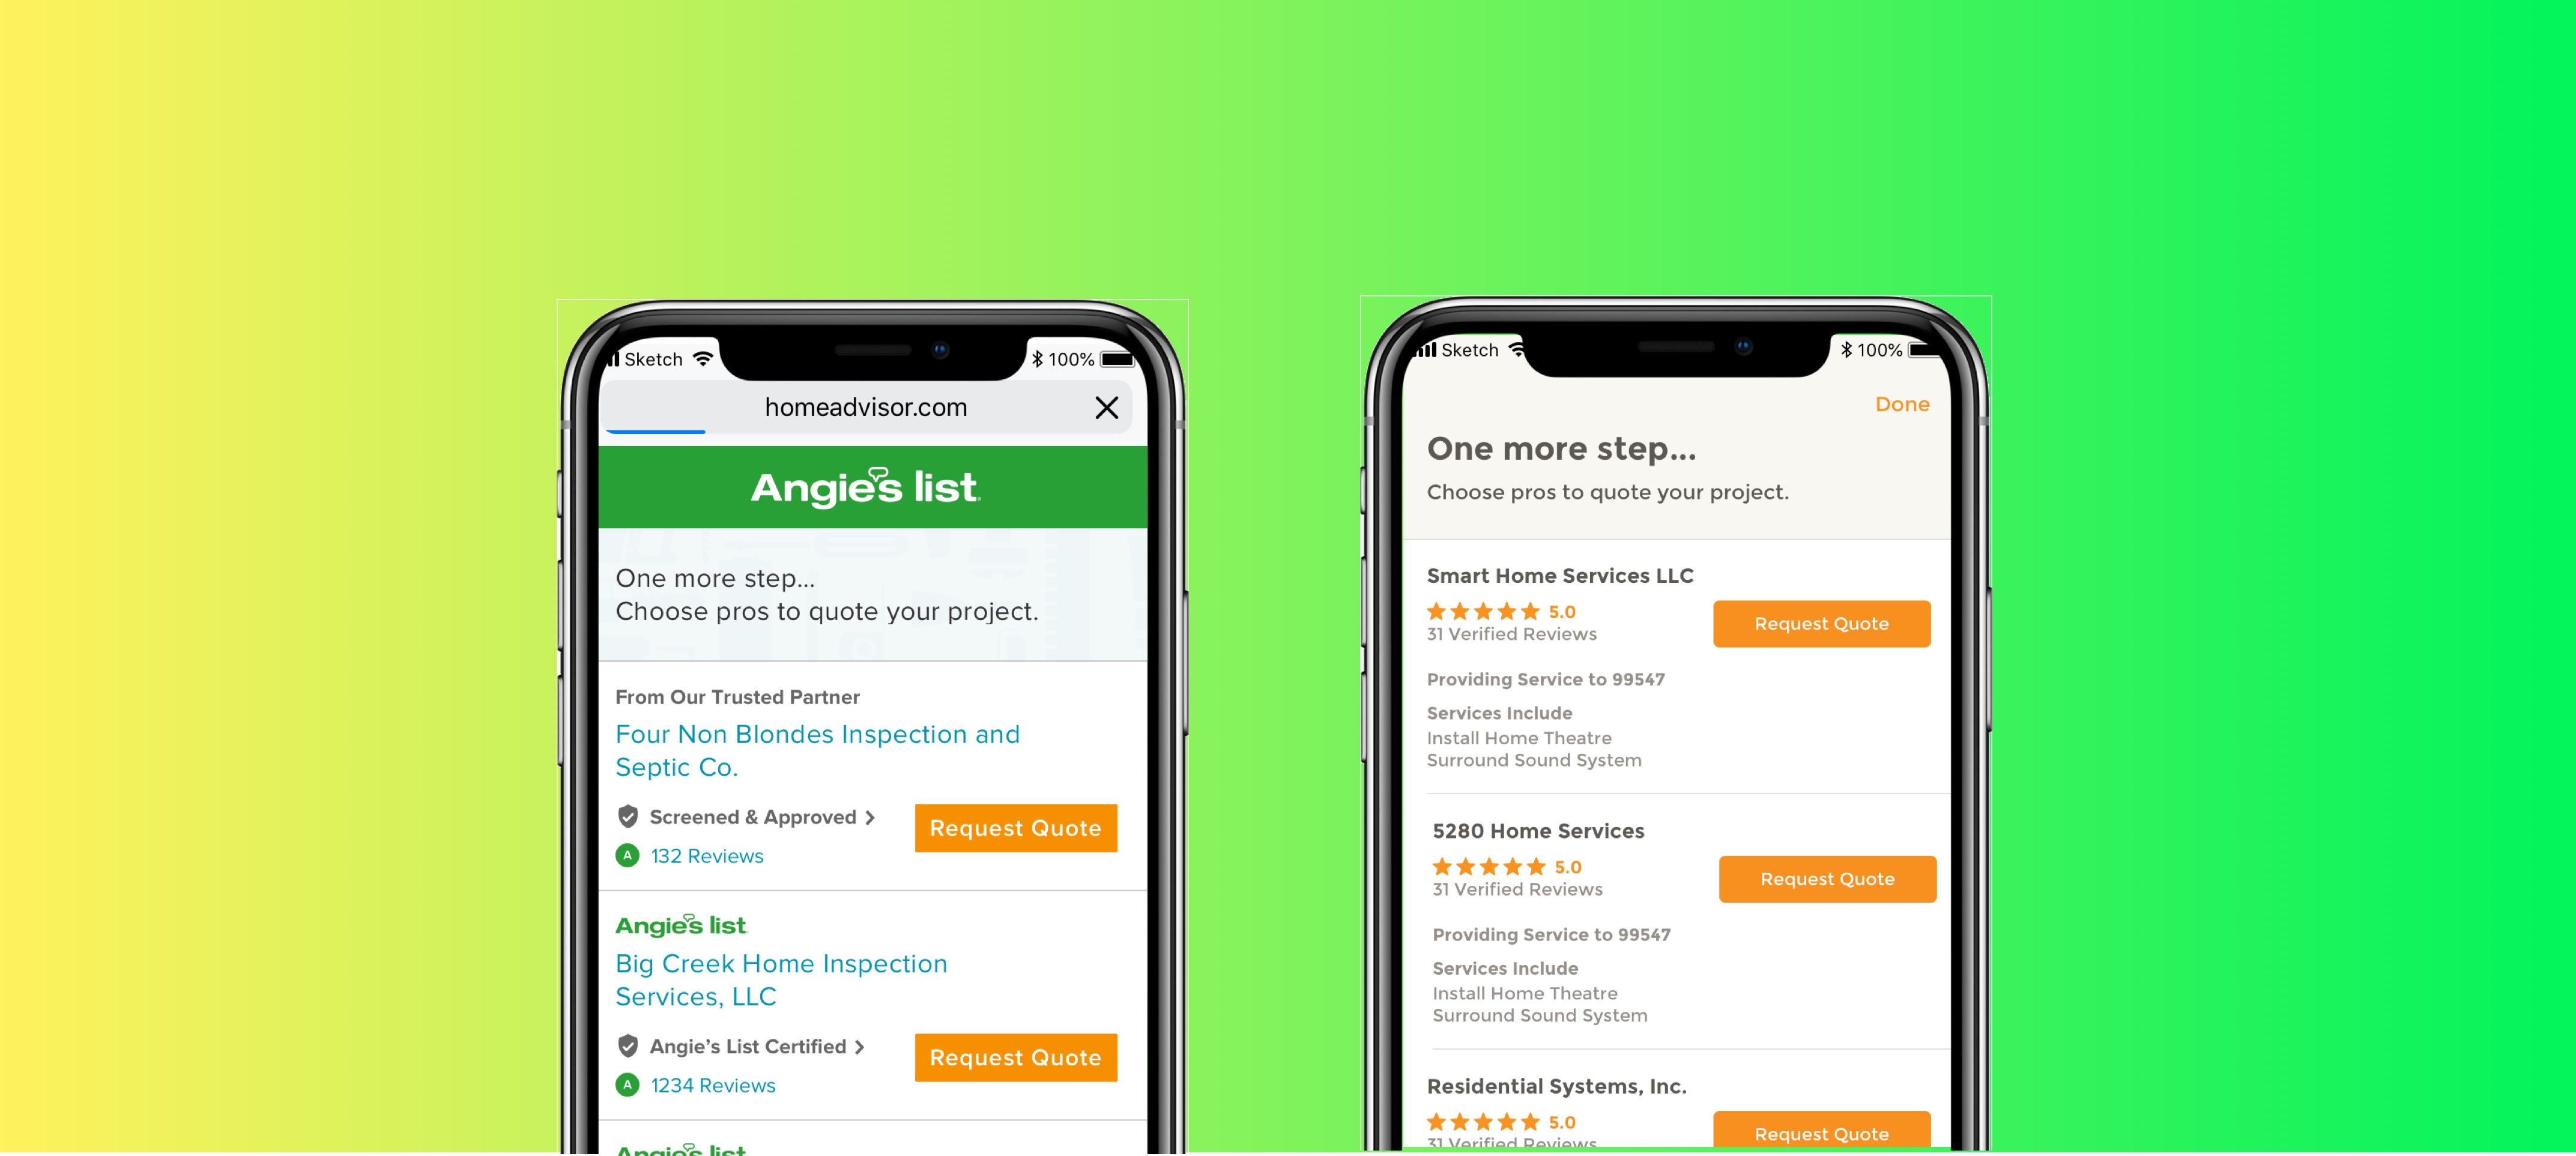 Sketch
100%
homeadvisor.com
Angie's list.
One more step...
Choose pros to quote your project.
From Our Trusted Partner
Four Non Blondes Inspection and
Septic Co.
Screened & Approved
Request Quote
A 132 Reviews
Angie's list.
Big Creek Home Inspection
Services, LLC
Angie’s List Certified
Request Quote
A 1234 Reviews
Angie's list
Sketch
100%
Done
One more step...
Choose pros to quote your project.
Smart Home Services LLC
5.0
31 Verified Reviews
Request Quote
Providing Service to 99547
Services Include
Install Home Theatre
Surround Sound System
5280 Home Services
5.0
31 Verified Reviews
Request Quote
Providing Service to 99547
Services Include
Install Home Theatre
Surround Sound System
Residential Systems, Inc.
5.0
31 Verified Reviews
Request Quote